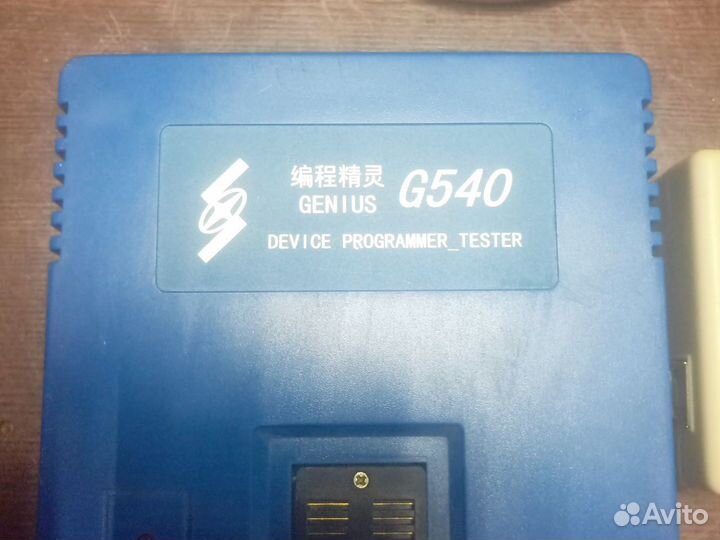 编程精灵
GENIUS G540
DEVICE PROGRAMMER_TESTER
Avito